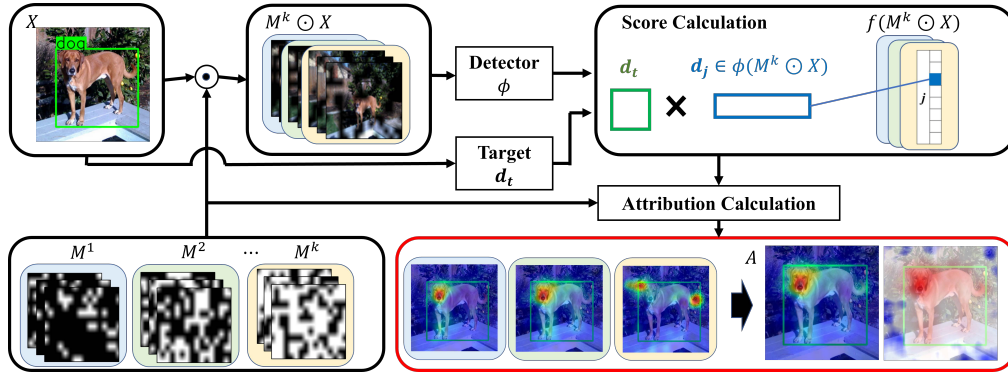 X
dog
M^k ⊙ X
Detector
ϕ
Target
d_t
Score Calculation
f(M^k ⊙ X)
d_t
d_j ∈ ϕ(M^k ⊙ X)
×
j
Attribution Calculation
M^1
M^2
...
M^k
A